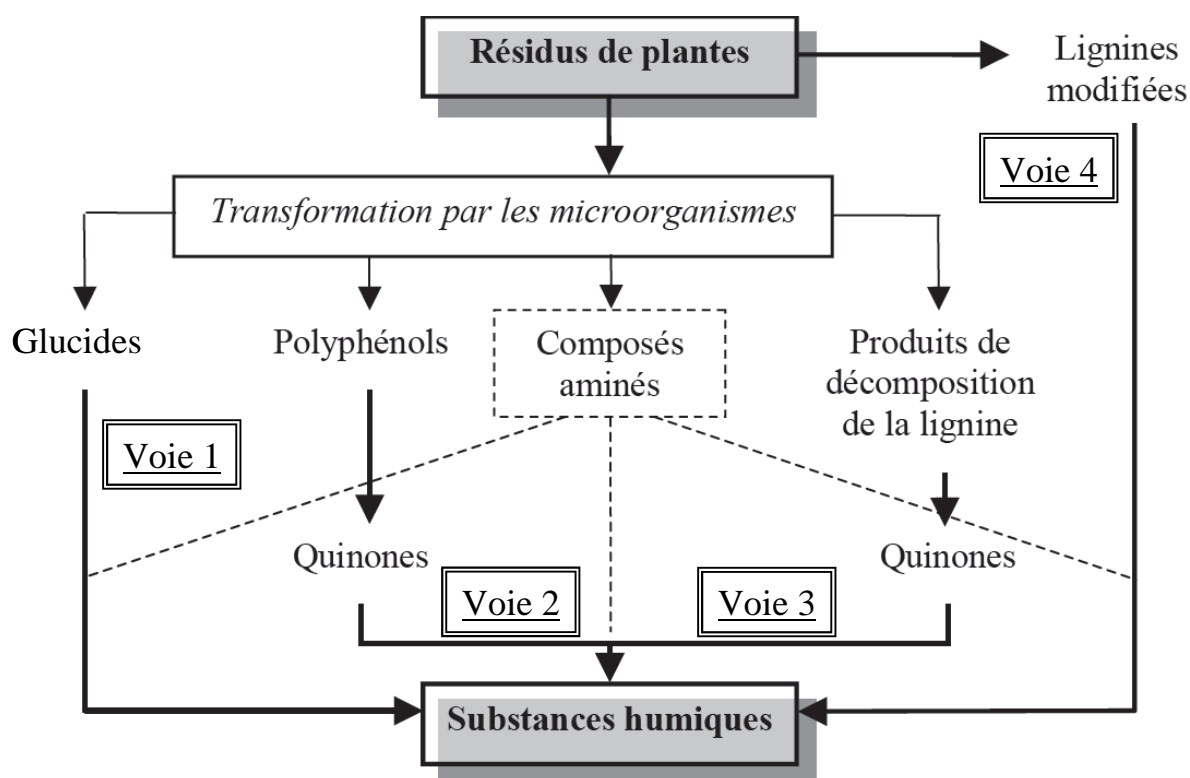 Résidus de plantes
Lignines
modifiées
Voie 4
Transformation par les microorganismes
Glucides
Polyphénols
Composés
aminés
Produits de
décomposition
de la lignine
Voie 1
Quinones
Quinones
Voie 2
Voie 3
Substances humiques